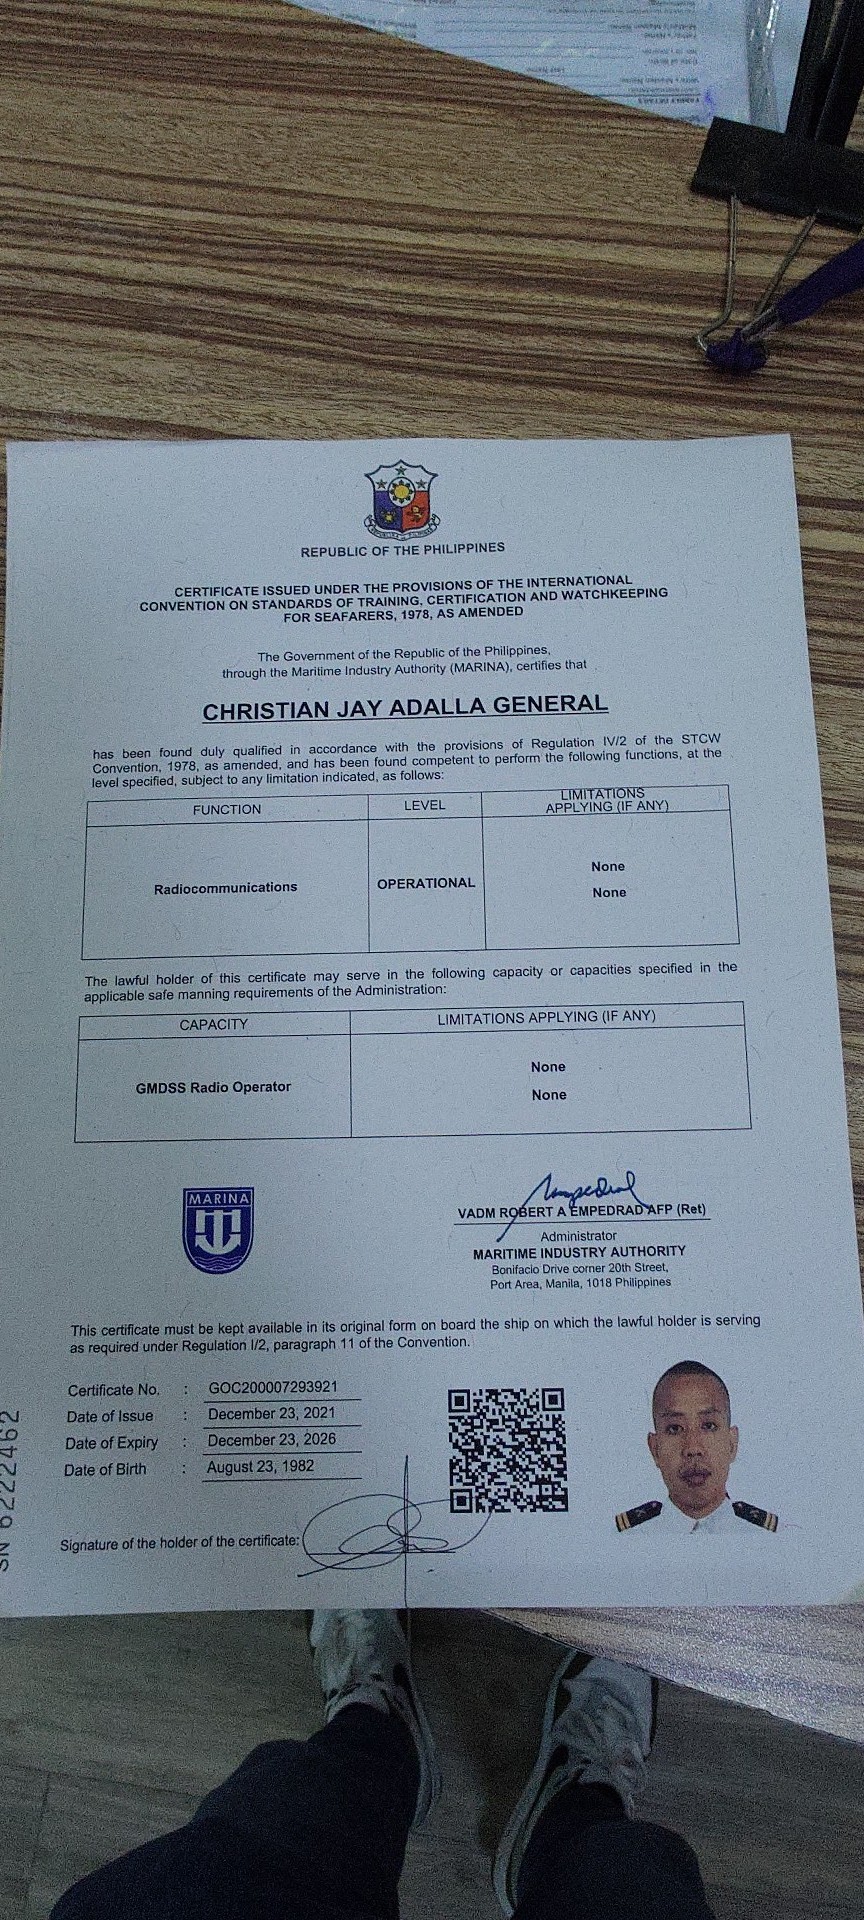 FAMILY DETAILS
REPUBLIC OF THE PHILIPPINES
CERTIFICATE ISSUED UNDER THE PROVISIONS OF THE INTERNATIONAL
CONVENTION ON STANDARDS OF TRAINING, CERTIFICATION AND WATCHKEEPING
FOR SEAFARERS, 1978, AS AMENDED
The Government of the Republic of the Philippines,
through the Maritime Industry Authority (MARINA), certifies that
CHRISTIAN JAY ADALLA GENERAL
has been found duly qualified in accordance with the provisions of Regulation IV/2 of the STCW
Convention, 1978, as amended, and has been found competent to perform the following functions, at the
level specified, subject to any limitation indicated, as follows:
FUNCTION LEVEL LIMITATIONS APPLYING (IF ANY)
Radiocommunications OPERATIONAL None
None
The lawful holder of this certificate may serve in the following capacity or capacities specified in the
applicable safe manning requirements of the Administration:
CAPACITY LIMITATIONS APPLYING (IF ANY)
GMDSS Radio Operator None
None
MARINA
VADM ROBERT A EMPEDRAD AFP (Ret)
Administrator
MARITIME INDUSTRY AUTHORITY
Bonifacio Drive corner 20th Street,
Port Area, Manila, 1018 Philippines
This certificate must be kept available in its original form on board the ship on which the lawful holder is serving
as required under Regulation I/2, paragraph 11 of the Convention.
Certificate No. : GOC200007293921
Date of Issue : December 23, 2021
Date of Expiry : December 23, 2026
Date of Birth : August 23, 1982
Signature of the holder of the certificate:
SN 6222462